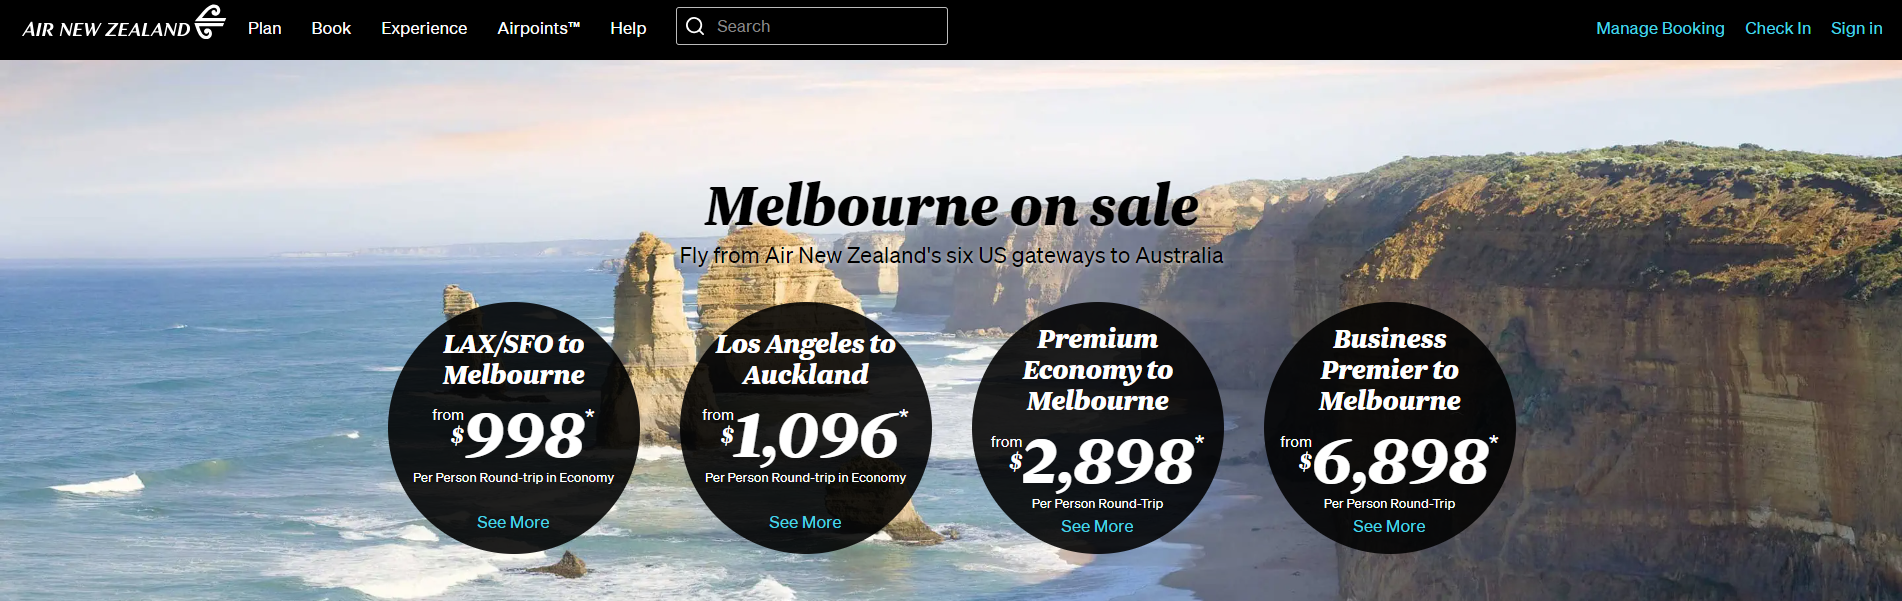 AIR NEW ZEALAND
Plan
Book
Experience
Airpoints™
Help
Search
Manage Booking
Check In
Sign in
Melbourne on sale
Fly from Air New Zealand's six US gateways to Australia
LAX/SFO to
Melbourne
from
$998*
Per Person Round-trip in Economy
See More
Los Angeles to
Auckland
from
$1,096*
Per Person Round-trip in Economy
See More
Premium
Economy to
Melbourne
from
$2,898*
Per Person Round-Trip
See More
Business
Premier to
Melbourne
from
$6,898*
Per Person Round-Trip
See More